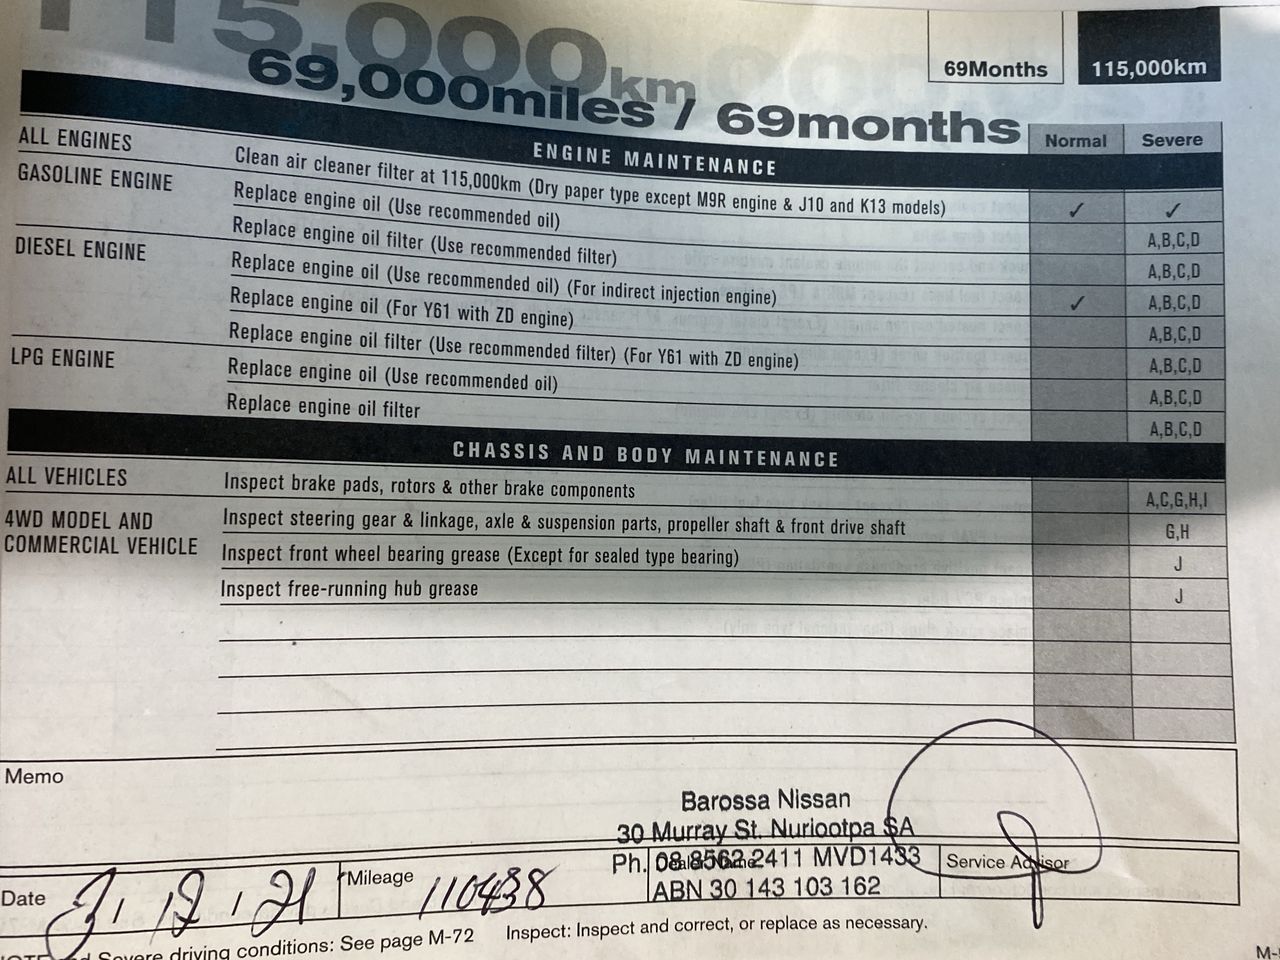 115,000km
69,000miles / 69months
69Months
115,000km
Normal
Severe
ENGINE MAINTENANCE
ALL ENGINES
Clean air cleaner filter at 115,000km (Dry paper type except M9R engine & J10 and K13 models)
✓ ✓
GASOLINE ENGINE
Replace engine oil (Use recommended oil)
A,B,C,D
Replace engine oil filter (Use recommended filter)
A,B,C,D
DIESEL ENGINE
Replace engine oil (Use recommended oil) (For indirect injection engine)
✓ A,B,C,D
Replace engine oil (For Y61 with ZD engine)
A,B,C,D
Replace engine oil filter (Use recommended filter) (For Y61 with ZD engine)
A,B,C,D
LPG ENGINE
Replace engine oil (Use recommended oil)
A,B,C,D
Replace engine oil filter
A,B,C,D
CHASSIS AND BODY MAINTENANCE
ALL VEHICLES
Inspect brake pads, rotors & other brake components
A,C,G,H,I
Inspect steering gear & linkage, axle & suspension parts, propeller shaft & front drive shaft
G,H
4WD MODEL AND
COMMERCIAL VEHICLE
Inspect front wheel bearing grease (Except for sealed type bearing)
J
Inspect free-running hub grease
J
Memo
Barossa Nissan
30 Murray St. Nuriootpa SA
Ph. 08 8562 2411 MVD1433
ABN 30 143 103 162
Date
12.21
Mileage
110438
Dealer Name
Service Advisor
Severe driving conditions: See page M-72
Inspect: Inspect and correct, or replace as necessary.